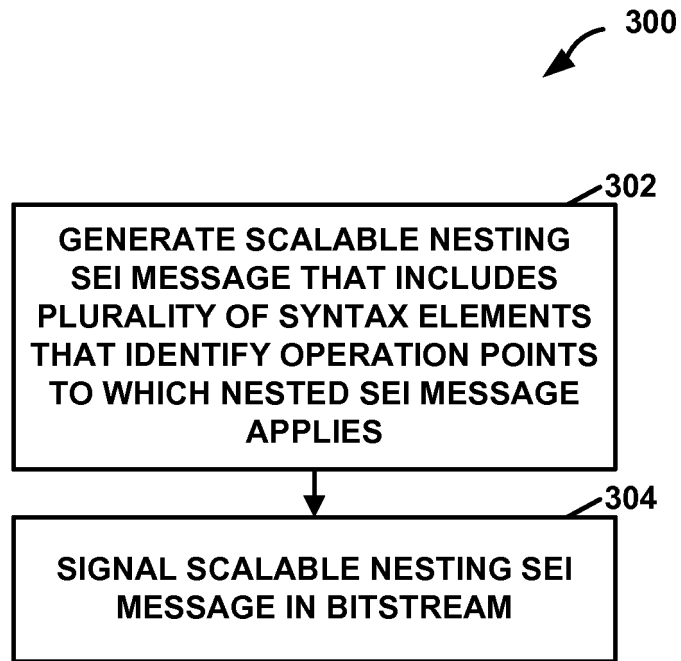 300
302
GENERATE SCALABLE NESTING
SEI MESSAGE THAT INCLUDES
PLURALITY OF SYNTAX ELEMENTS
THAT IDENTIFY OPERATION POINTS
TO WHICH NESTED SEI MESSAGE
APPLIES
304
SIGNAL SCALABLE NESTING SEI
MESSAGE IN BITSTREAM